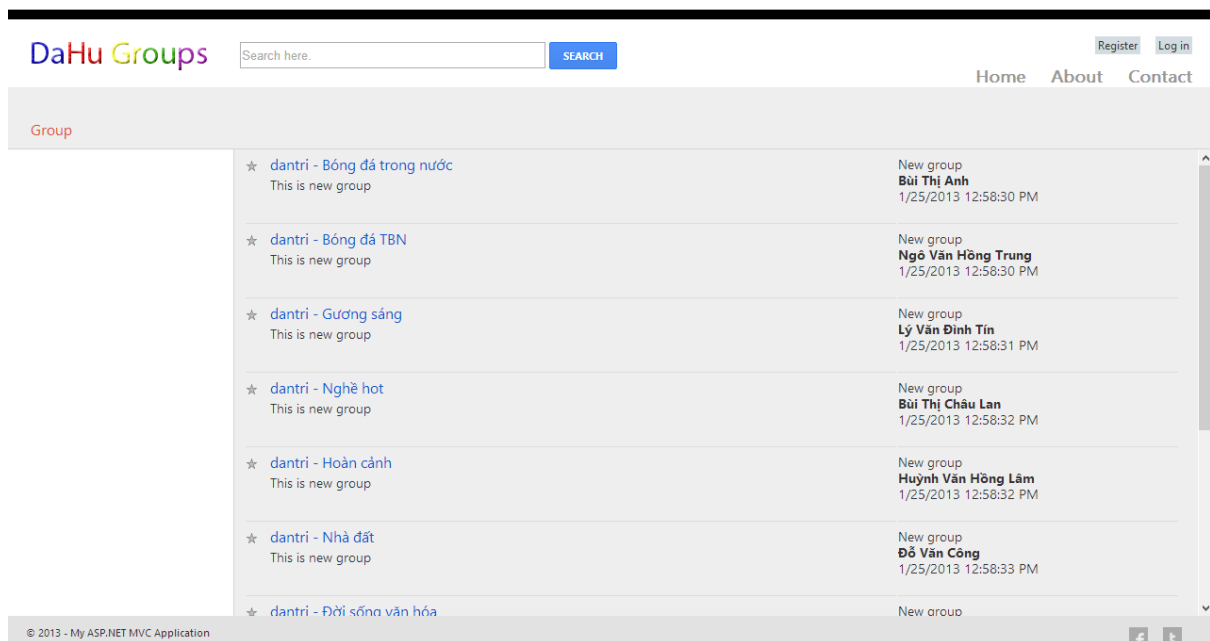 DaHu Groups
Search here.
SEARCH
Register Log in
Home About Contact
Group
dantri - Bóng đá trong nước
This is new group
New group
Bùi Thị Anh
1/25/2013 12:58:30 PM
dantri - Bóng đá TBN
This is new group
New group
Ngô Văn Hồng Trung
1/25/2013 12:58:30 PM
dantri - Gương sáng
This is new group
New group
Lý Văn Đình Tín
1/25/2013 12:58:31 PM
dantri - Nghề hot
This is new group
New group
Bùi Thị Châu Lan
1/25/2013 12:58:32 PM
dantri - Hoàn cảnh
This is new group
New group
Huỳnh Văn Hồng Lâm
1/25/2013 12:58:32 PM
dantri - Nhà đất
This is new group
New group
Đỗ Văn Công
1/25/2013 12:58:33 PM
dantri - Đời sống văn hóa
New group
© 2013 - My ASP.NET MVC Application